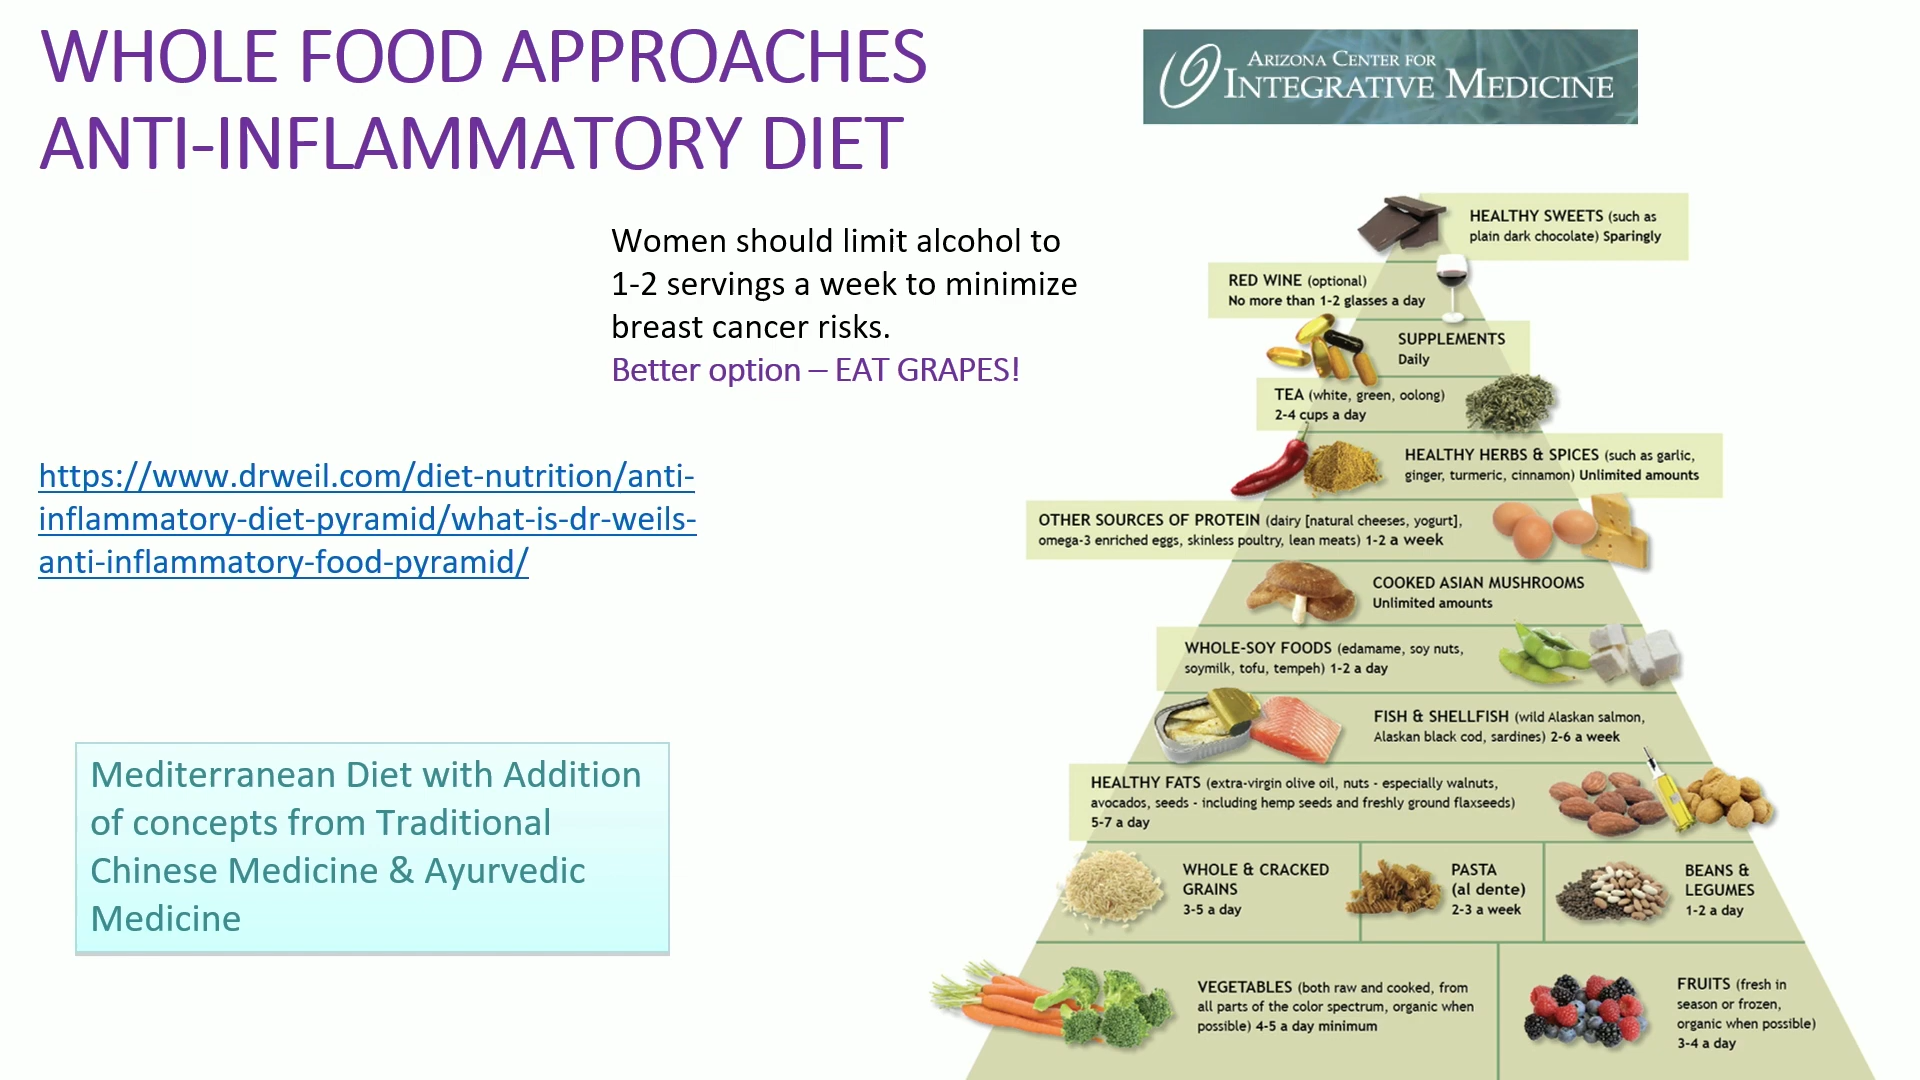 WHOLE FOOD APPROACHES
ANTI-INFLAMMATORY DIET
ARIZONA CENTER FOR
INTEGRATIVE MEDICINE
Women should limit alcohol to
1-2 servings a week to minimize
breast cancer risks.
Better option – EAT GRAPES!
https://www.drweil.com/diet-nutrition/anti-
inflammatory-diet-pyramid/what-is-dr-weils-
anti-inflammatory-food-pyramid/
Mediterranean Diet with Addition
of concepts from Traditional
Chinese Medicine & Ayurvedic
Medicine
HEALTHY SWEETS (such as
plain dark chocolate) Sparingly
RED WINE (optional)
No more than 1-2 glasses a day
SUPPLEMENTS
Daily
TEA (white, green, oolong)
2-4 cups a day
HEALTHY HERBS & SPICES (such as garlic,
ginger, turmeric, cinnamon) Unlimited amounts
OTHER SOURCES OF PROTEIN (dairy [natural cheeses, yogurt],
omega-3 enriched eggs, skinless poultry, lean meats) 1-2 a week
COOKED ASIAN MUSHROOMS
Unlimited amounts
WHOLE-SOY FOODS (edamame, soy nuts,
soymilk, tofu, tempeh) 1-2 a day
FISH & SHELLFISH (wild Alaskan salmon,
Alaskan black cod, sardines) 2-6 a week
HEALTHY FATS (extra-virgin olive oil, nuts - especially walnuts,
avocados, seeds - including hemp seeds and freshly ground flaxseeds)
5-7 a day
WHOLE & CRACKED
GRAINS
3-5 a day
PASTA
(al dente)
2-3 a week
BEANS &
LEGUMES
1-2 a day
VEGETABLES (both raw and cooked, from
all parts of the color spectrum, organic when
possible) 4-5 a day minimum
FRUITS (fresh in
season or frozen,
organic when possible)
3-4 a day